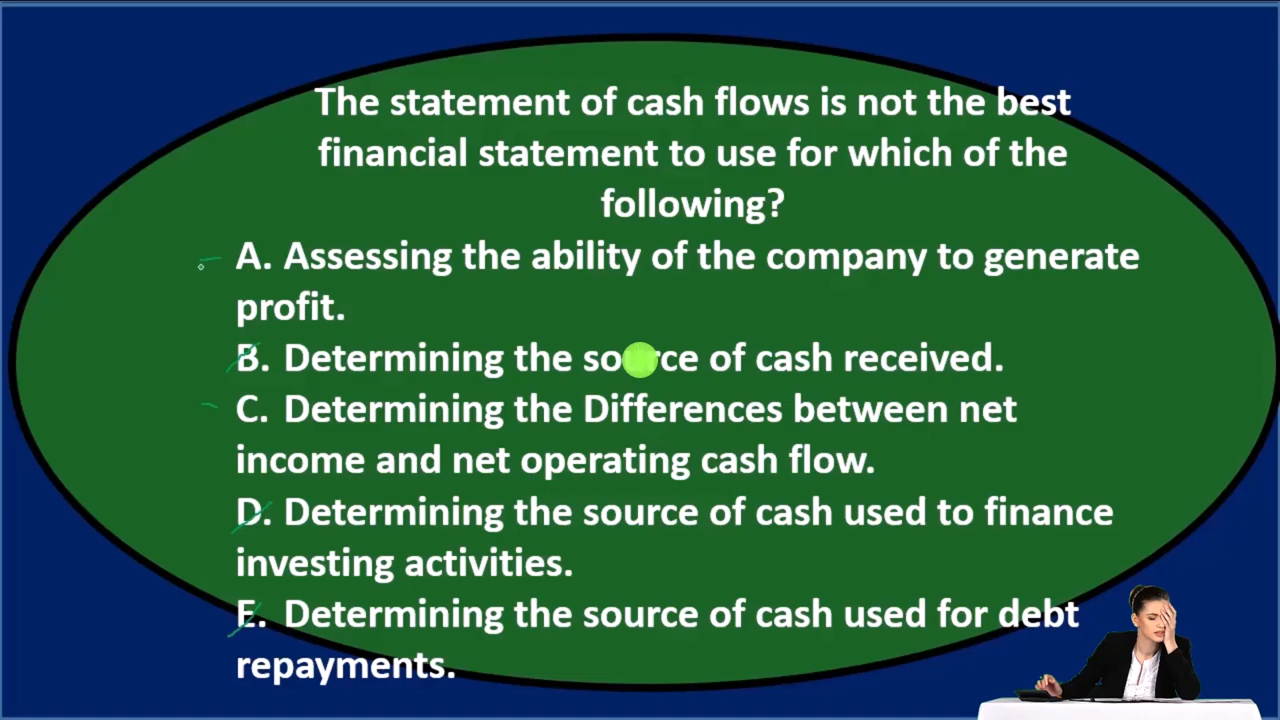 The statement of cash flows is not the best
financial statement to use for which of the
following?
A. Assessing the ability of the company to generate
profit.
B. Determining the source of cash received.
C. Determining the Differences between net
income and net operating cash flow.
D. Determining the source of cash used to finance
investing activities.
E. Determining the source of cash used for debt
repayments.